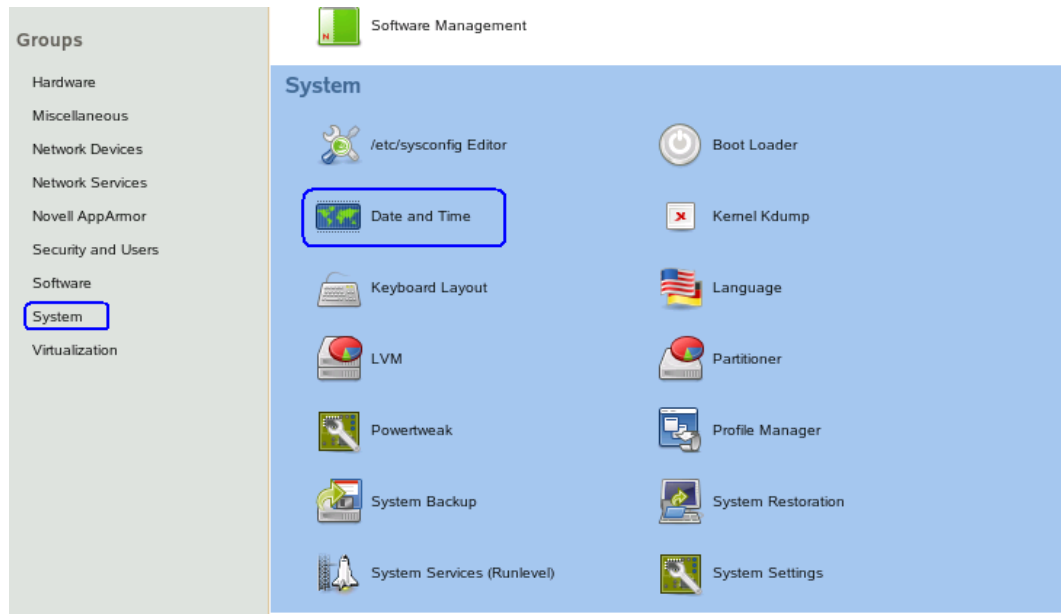 Groups
Hardware
Miscellaneous
Network Devices
Network Services
Novell AppArmor
Security and Users
Software
System
Virtualization
N
Software Management
System
/etc/sysconfig Editor
Boot Loader
Date and Time
Kernel Kdump
Keyboard Layout
Language
LVM
Partitioner
Powertweak
Profile Manager
System Backup
System Restoration
System Services (Runlevel)
System Settings